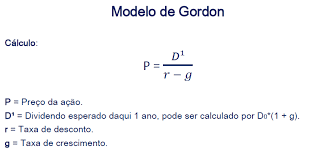 Modelo de Gordon
Cálculo:
P = D¹ / (r − g)
P = Preço da ação.
D¹ = Dividendo esperado daqui 1 ano, pode ser calculado por D₀*(1 + g).
r = Taxa de desconto.
g = Taxa de crescimento.